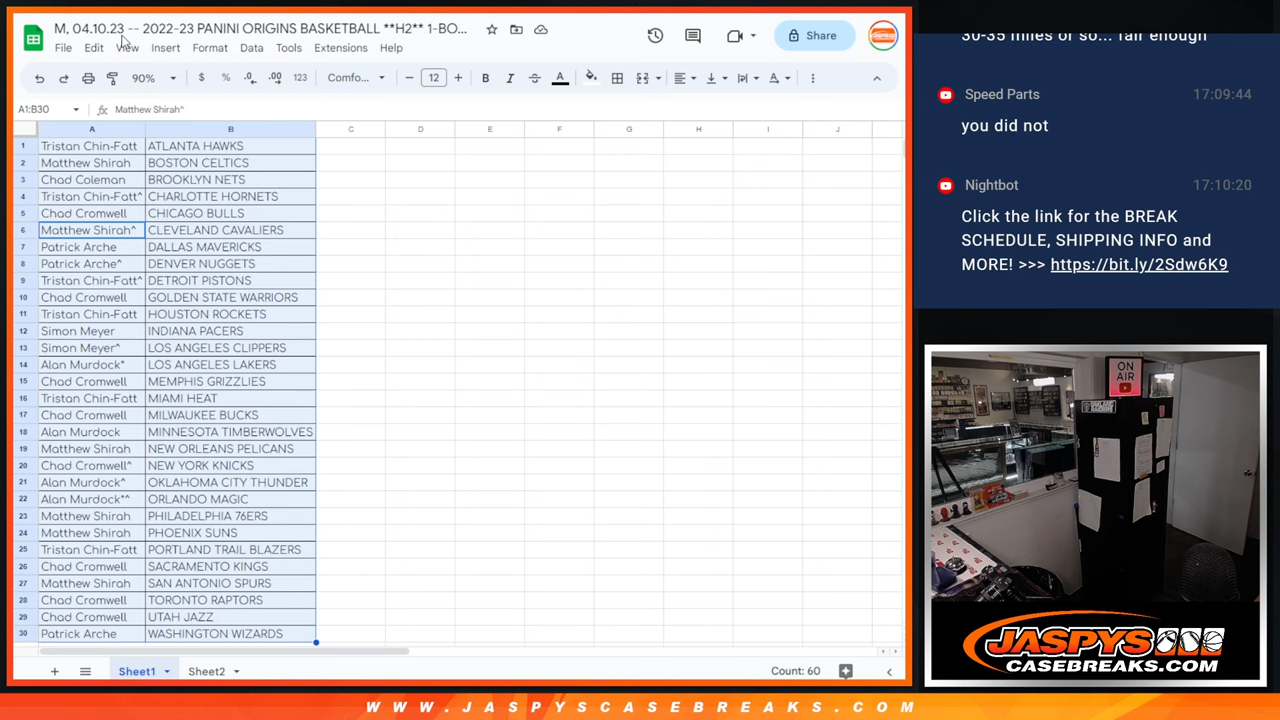 M, 04.10.23 -- 2022-23 PANINI ORIGINS BASKETBALL **H2** 1-BO...
Share
File Edit View Insert Format Data Tools Extensions Help
90% $ % .0 .00 123 Comfo... 12 B I S A
A1:B30 fx Matthew Shirah^
A B C D E F G H I J
1 Tristan Chin-Fatt ATLANTA HAWKS
2 Matthew Shirah BOSTON CELTICS
3 Chad Coleman BROOKLYN NETS
4 Tristan Chin-Fatt^ CHARLOTTE HORNETS
5 Chad Cromwell CHICAGO BULLS
6 Matthew Shirah^ CLEVELAND CAVALIERS
7 Patrick Arche DALLAS MAVERICKS
8 Patrick Arche^ DENVER NUGGETS
9 Tristan Chin-Fatt^ DETROIT PISTONS
10 Chad Cromwell GOLDEN STATE WARRIORS
11 Tristan Chin-Fatt HOUSTON ROCKETS
12 Simon Meyer INDIANA PACERS
13 Simon Meyer^ LOS ANGELES CLIPPERS
14 Alan Murdock* LOS ANGELES LAKERS
15 Chad Cromwell MEMPHIS GRIZZLIES
16 Tristan Chin-Fatt MIAMI HEAT
17 Chad Cromwell MILWAUKEE BUCKS
18 Alan Murdock MINNESOTA TIMBERWOLVES
19 Matthew Shirah NEW ORLEANS PELICANS
20 Chad Cromwell^ NEW YORK KNICKS
21 Alan Murdock^ OKLAHOMA CITY THUNDER
22 Alan Murdock*^ ORLANDO MAGIC
23 Matthew Shirah PHILADELPHIA 76ERS
24 Matthew Shirah PHOENIX SUNS
25 Tristan Chin-Fatt PORTLAND TRAIL BLAZERS
26 Chad Cromwell SACRAMENTO KINGS
27 Matthew Shirah SAN ANTONIO SPURS
28 Chad Cromwell TORONTO RAPTORS
29 Chad Cromwell UTAH JAZZ
30 Patrick Arche WASHINGTON WIZARDS
Sheet1 Sheet2 Count: 60
30-35 miles or so... fair enough
Speed Parts 17:09:44
you did not
Nightbot 17:10:20
Click the link for the BREAK
SCHEDULE, SHIPPING INFO and
MORE! >>> https://bit.ly/2Sdw6K9
ON
AIR
JASPYS
CASEBREAKS.COM
WWW.JASPYSCASEBREAKS.COM